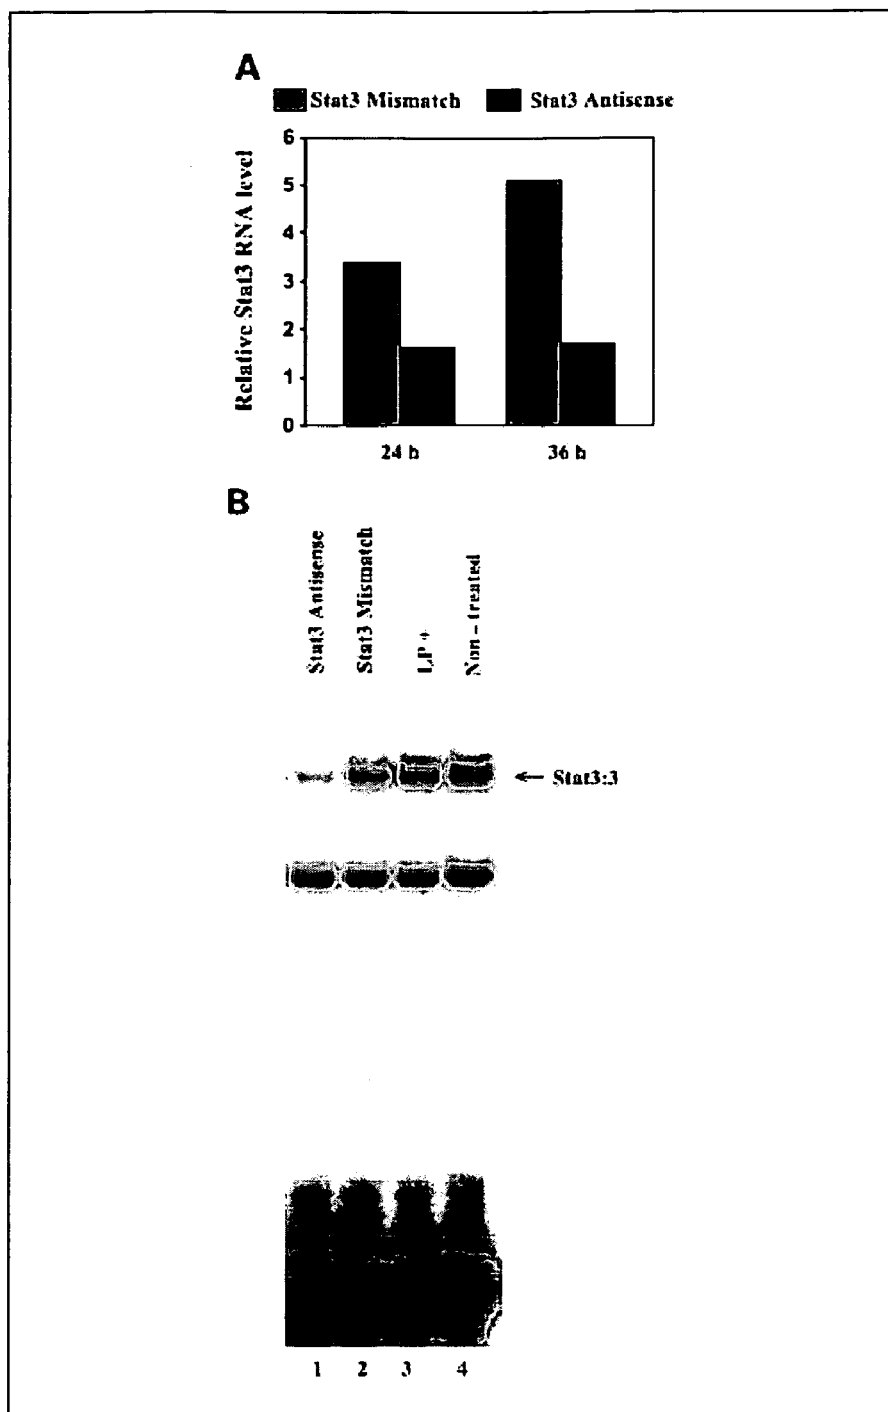 A
Stat3 Mismatch Stat3 Antisense
Relative Stat3 RNA level
6
5
4
3
2
1
0
24 h 36 h
B
Stat3 Antisense
Stat3 Mismatch
LP+
Non-treated
← Stat3:3
1 2 3 4